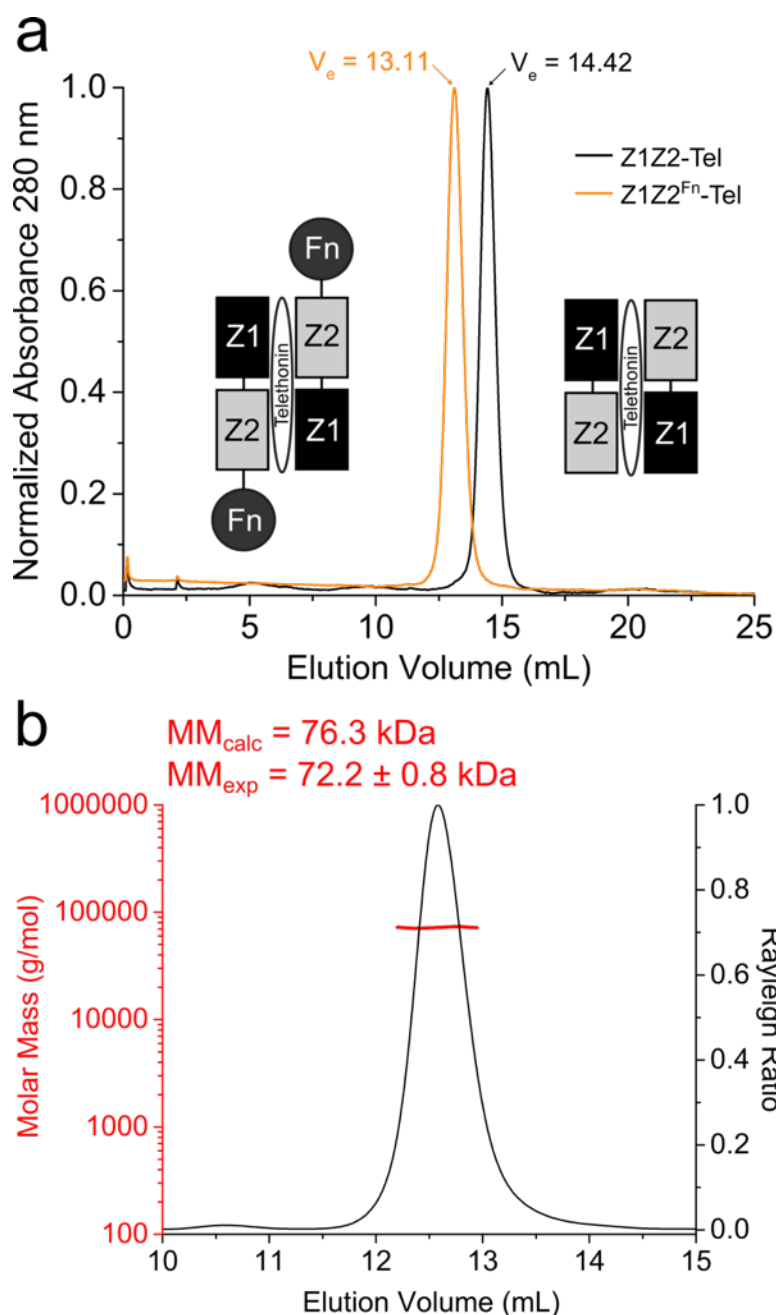 a
Vₑ = 13.11
Vₑ = 14.42
Normalized Absorbance 280 nm
1.0
0.8
0.6
0.4
0.2
0.0
Z1Z2-Tel
Z1Z2ᶠⁿ-Tel
Fn
Z1
Telethonin
Z2
Z2
Z1
Fn
Z1
Telethonin
Z2
Z2
Z1
0
5
10
15
20
25
Elution Volume (mL)
b
MMcalc = 76.3 kDa
MMexp = 72.2 ± 0.8 kDa
Molar Mass (g/mol)
1000000
100000
10000
1000
100
1.0
0.8
0.6
0.4
0.2
0.0
Rayleign Ratio
10
11
12
13
14
15
Elution Volume (mL)